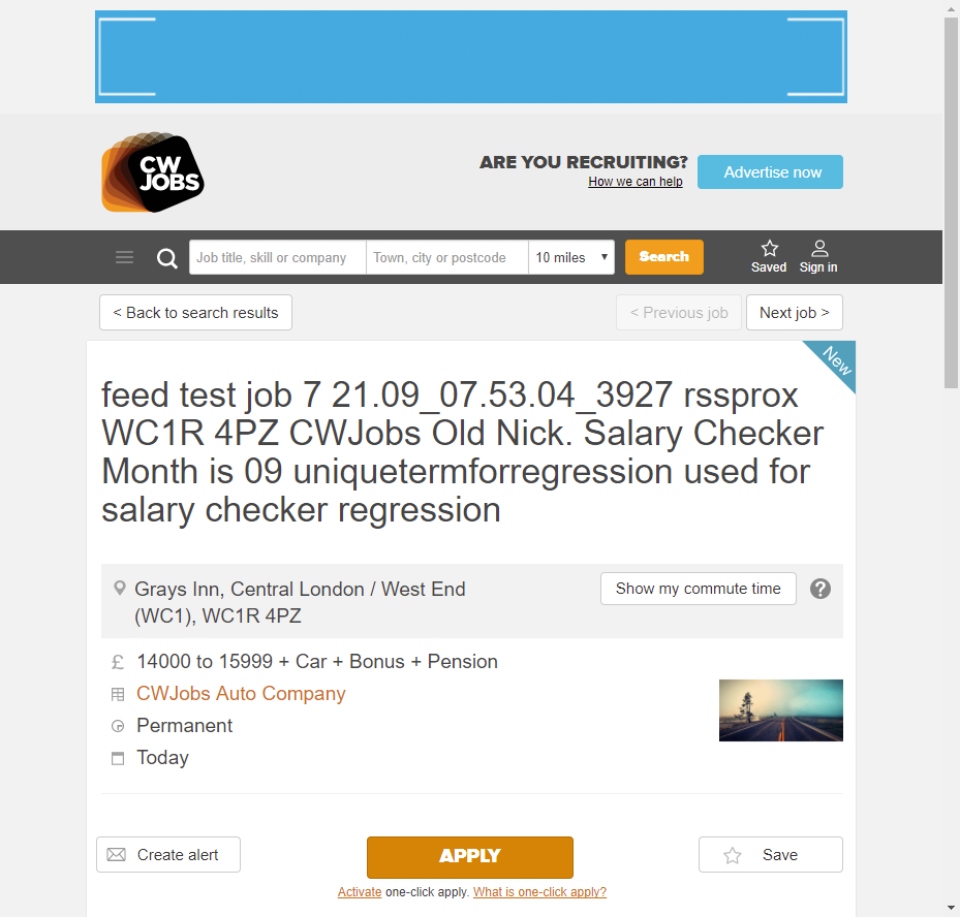 CW
JOBS
ARE YOU RECRUITING?
How we can help
Advertise now
Job title, skill or company
Town, city or postcode
10 miles
Search
Saved
Sign in
< Back to search results
< Previous job
Next job >
New
feed test job 7 21.09_07.53.04_3927 rssprox
WC1R 4PZ CWJobs Old Nick. Salary Checker
Month is 09 uniquetermforregression used for
salary checker regression
Grays Inn, Central London / West End
(WC1), WC1R 4PZ
Show my commute time
?
£ 14000 to 15999 + Car + Bonus + Pension
CWJobs Auto Company
Permanent
Today
Create alert
APPLY
Save
Activate one-click apply. What is one-click apply?